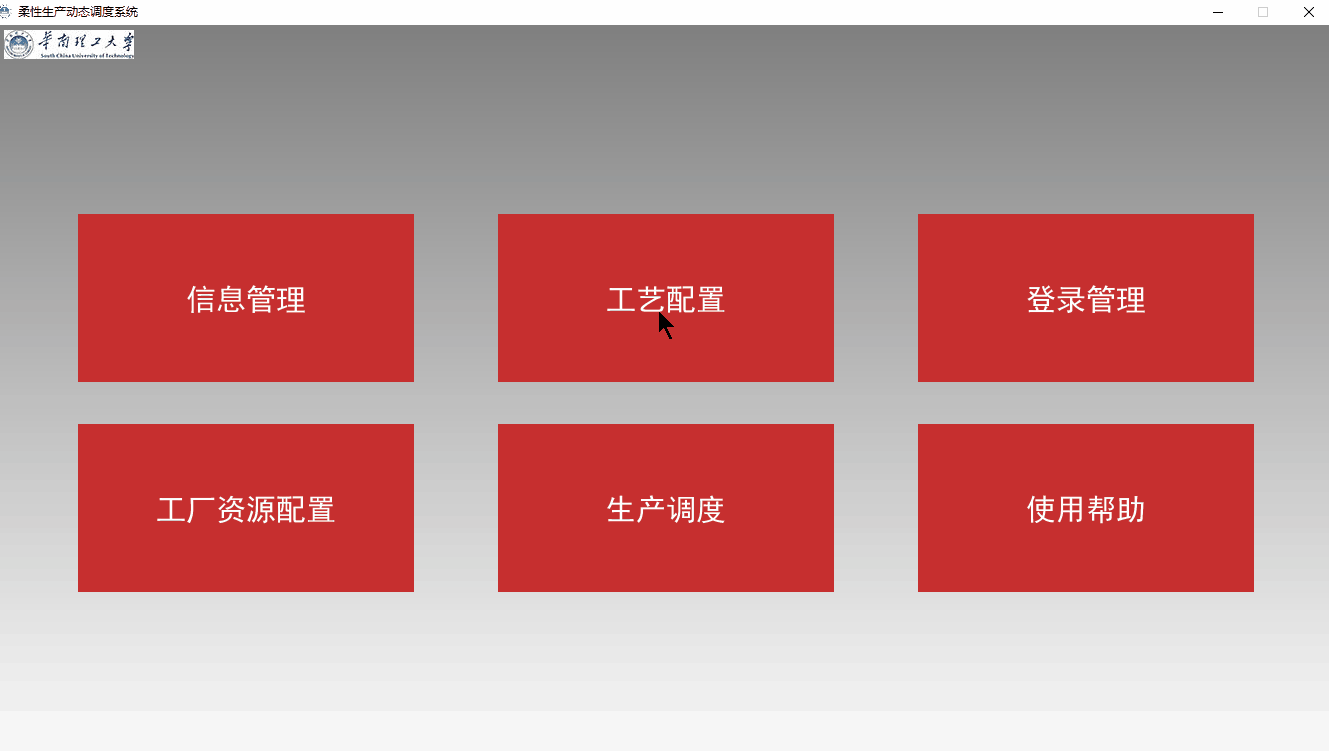 柔性生产动态调度系统
华南理工大学
South China University of Technology
信息管理
工艺配置
登录管理
工厂资源配置
生产调度
使用帮助